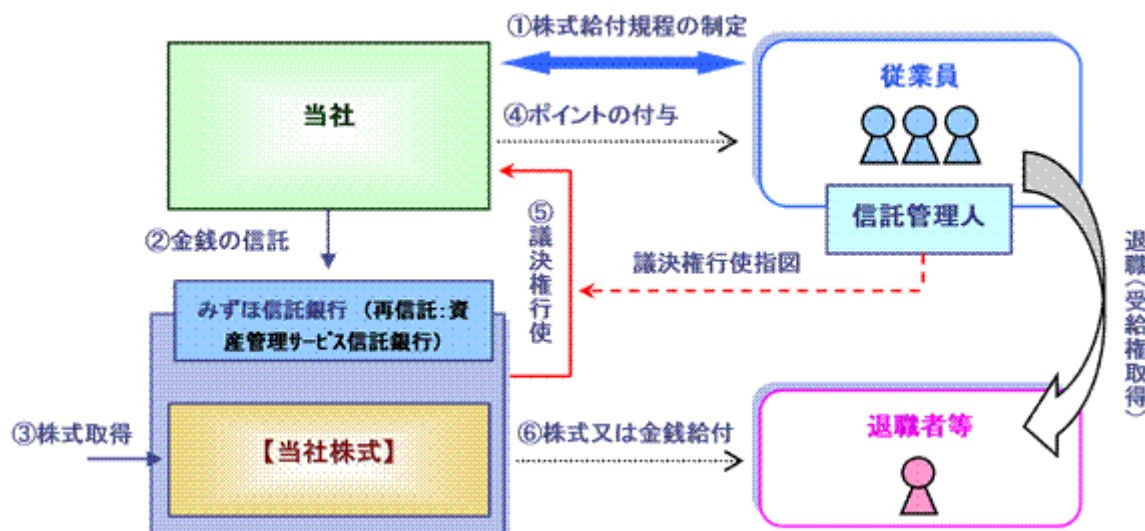 ①株式給付規程の制定
当社
従業員
④ポイントの付与
信託管理人
②金銭の信託
⑤議決権行使
議決権行使指図
退職(受給権取得)
みずほ信託銀行 (再信託:資
産管理サービス信託銀行)
③株式取得
【当社株式】
⑥株式又は金銭給付
退職者等